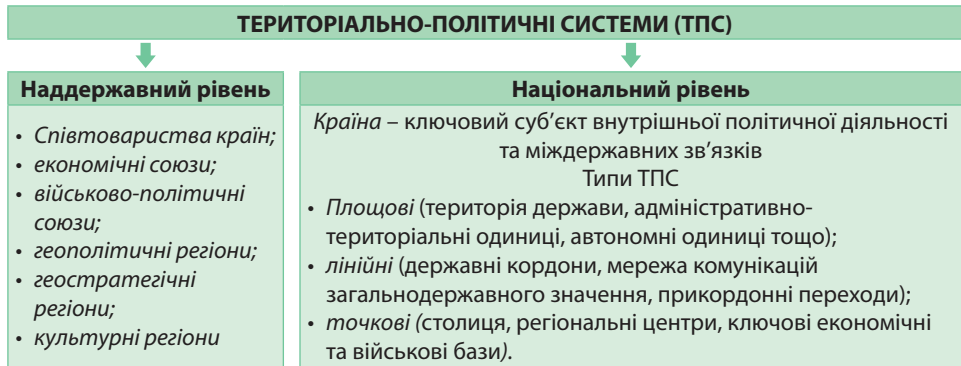 ТЕРИТОРІАЛЬНО-ПОЛІТИЧНІ СИСТЕМИ (ТПС)
Наддержавний рівень
• Співтовариства країн;
• економічні союзи;
• військово-політичні
союзи;
• геополітичні регіони;
• геостратегічні
регіони;
• культурні регіони
Національний рівень
Країна – ключовий суб’єкт внутрішньої політичної діяльності
та міждержавних зв’язків
Типи ТПС
• Площові (територія держави, адміністративно-
територіальні одиниці, автономні одиниці тощо);
• лінійні (державні кордони, мережа комунікацій
загальнодержавного значення, прикордонні переходи);
• точкові (столиця, регіональні центри, ключові економічні
та військові бази).